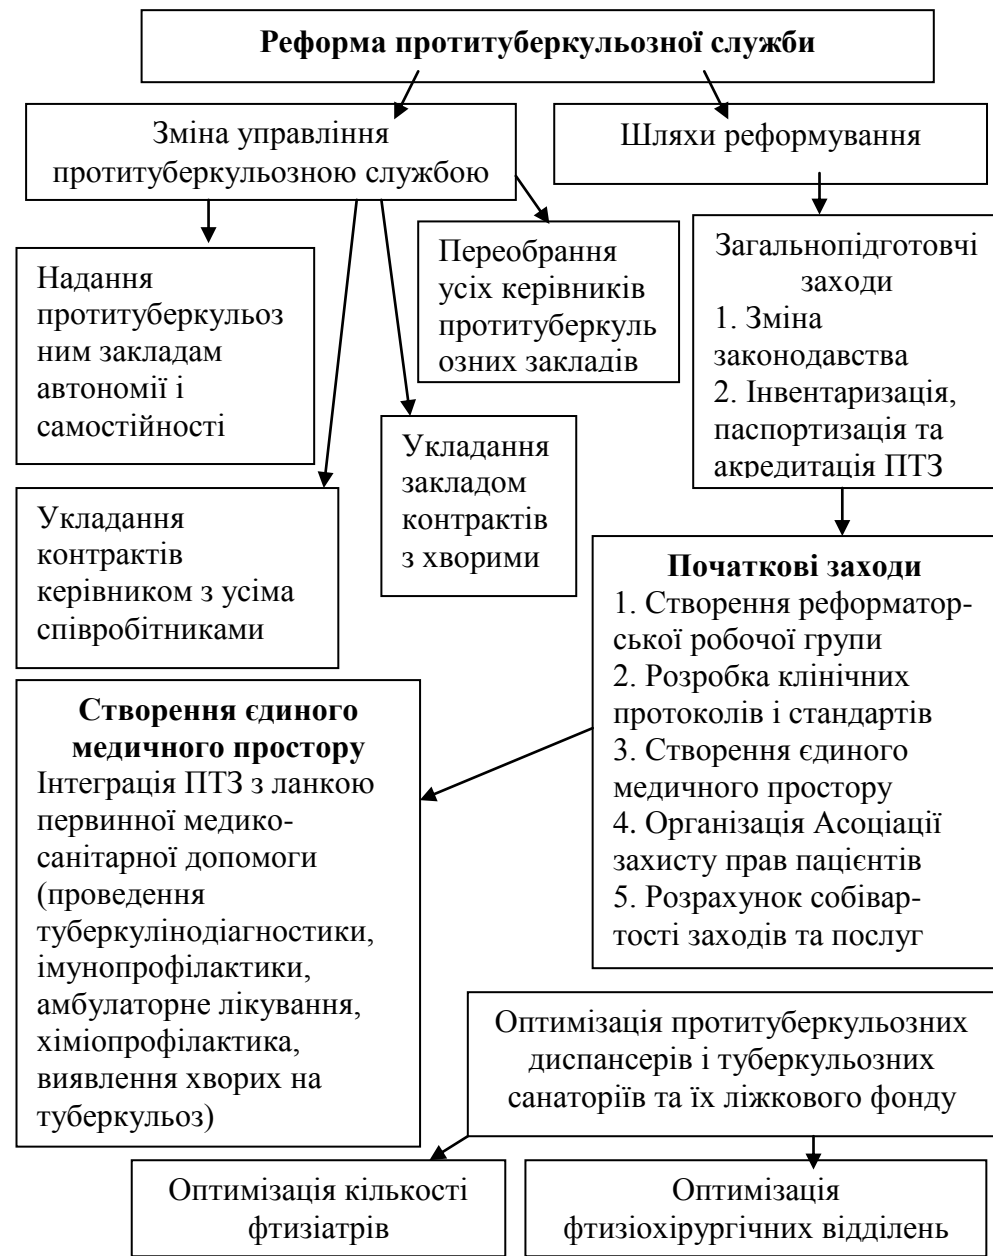 Реформа протитуберкульозної служби
Зміна управління
протитуберкульозною службою
Шляхи реформування
Надання
протитуберкульоз
ним закладам
автономії і
самостійності
Переобрання
усіх керівників
протитуберкуль
озних закладів
Загальнопідготовчі
заходи
1. Зміна
законодавства
2. Інвентаризація,
паспортизація та
акредитація ПТЗ
Укладання
закладом
контрактів
з хворими
Укладання
контрактів
керівником з усіма
співробітниками
Початкові заходи
1. Створення реформатор-
ської робочої групи
2. Розробка клінічних
протоколів і стандартів
3. Створення єдиного
медичного простору
4. Організація Асоціації
захисту прав пацієнтів
5. Розрахунок собівар-
тості заходів та послуг
Створення єдиного
медичного простору
Інтеграція ПТЗ з ланкою
первинної медико-
санітарної допомоги
(проведення
туберкулінодіагностики,
імунопрофілактики,
амбулаторне лікування,
хіміопрофілактика,
виявлення хворих на
туберкульоз)
Оптимізація протитуберкульозних
диспансерів і туберкульозних
санаторіїв та їх ліжкового фонду
Оптимізація кількості
фтизіатрів
Оптимізація
фтизіохірургічних відділень